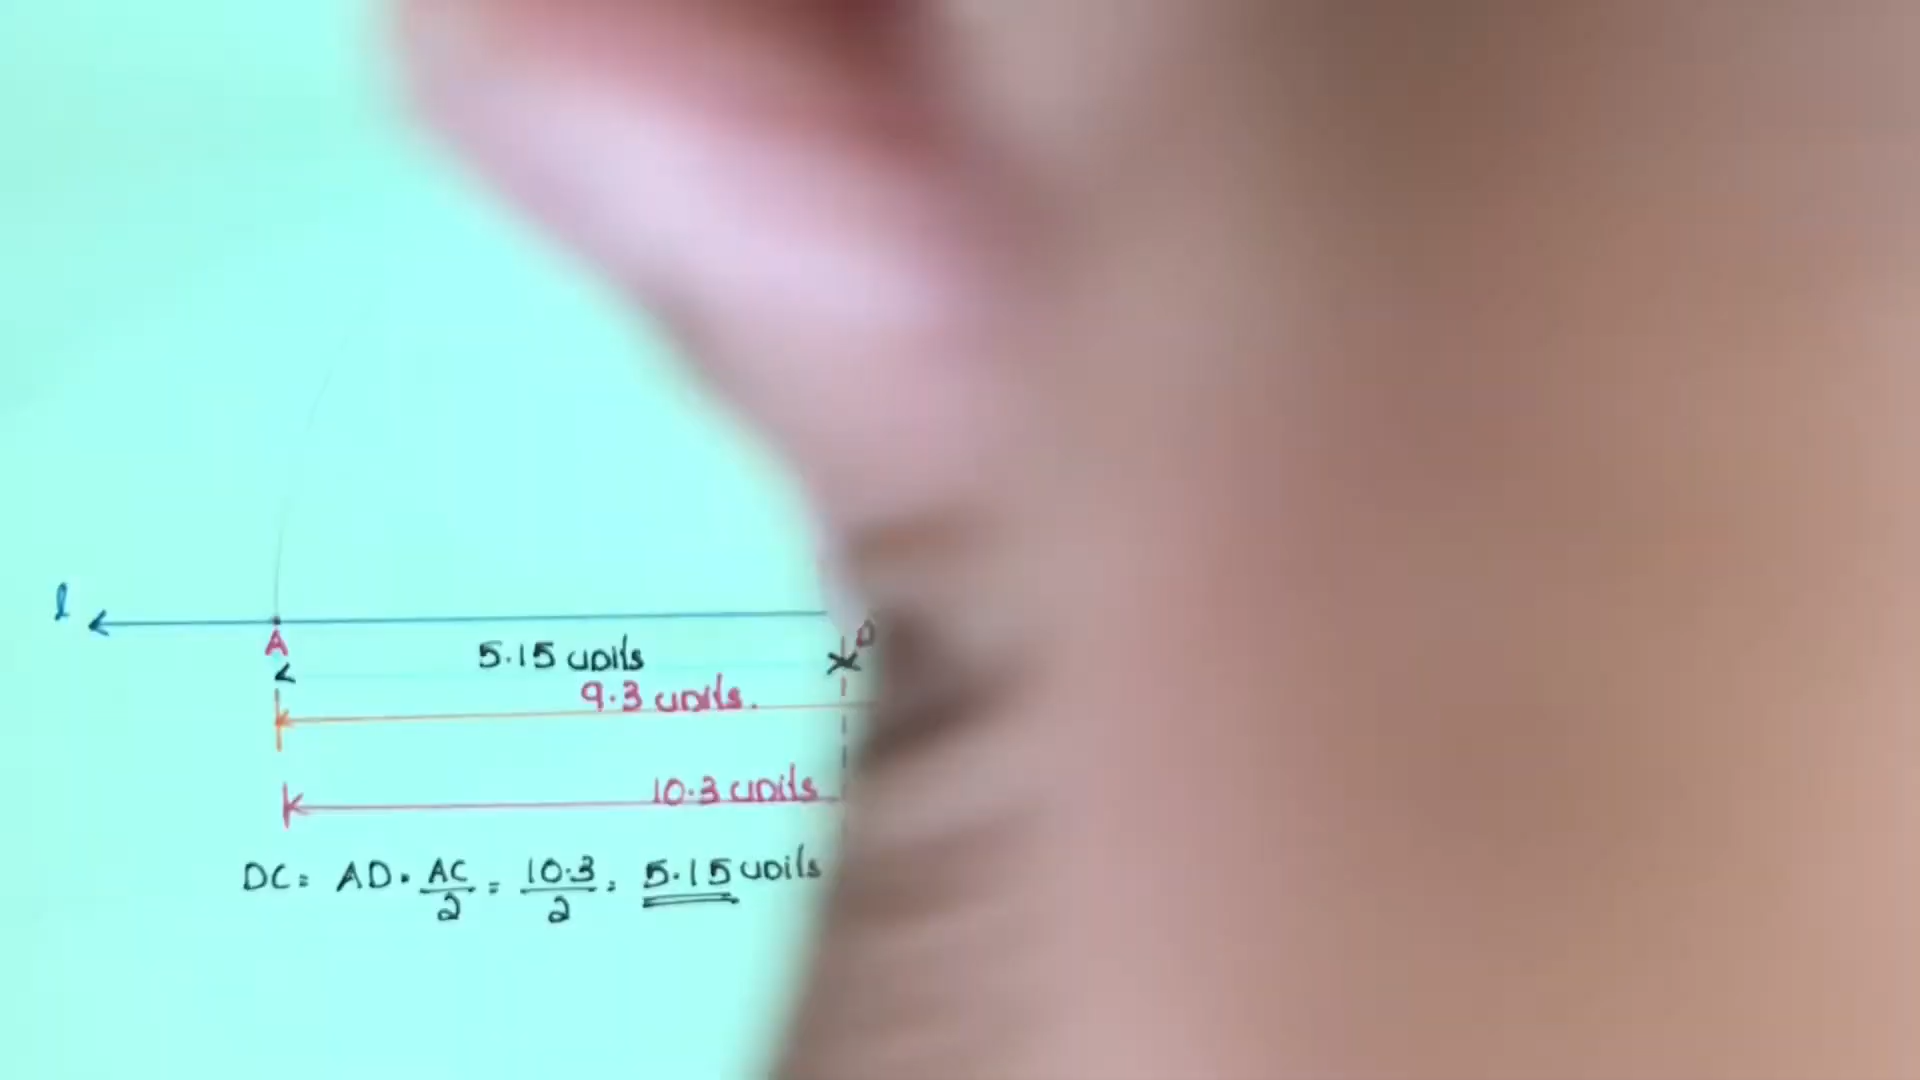 l
A
D
5.15 units
9.3 units.
10.3 units
DC = AD = AC/2 = 10.3/2 = 5.15 units